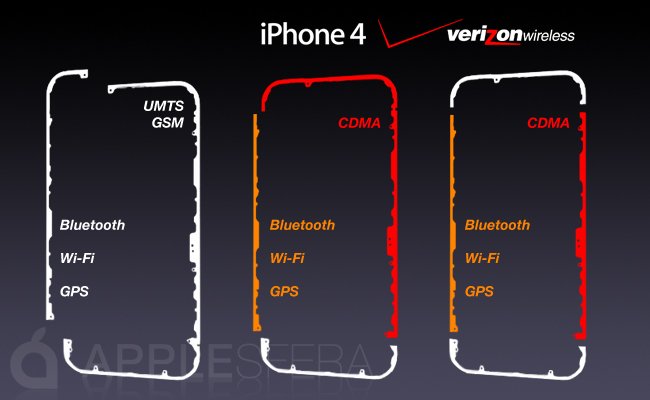 iPhone 4 verizonwireless
UMTS
GSM
Bluetooth
Wi-Fi
GPS
CDMA
Bluetooth
Wi-Fi
GPS
CDMA
Bluetooth
Wi-Fi
GPS
APPLESFERA